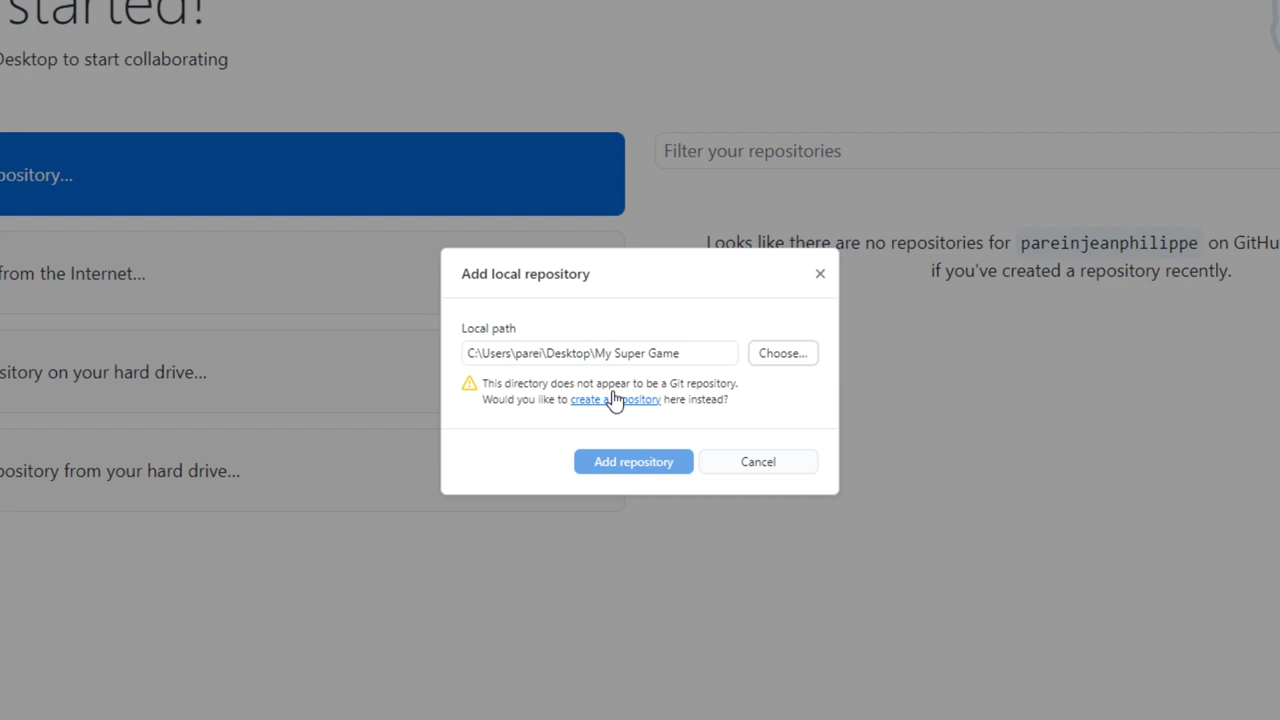 started!
Desktop to start collaborating
pository...
Filter your repositories
from the Internet...
Looks like there are no repositories for pareinjeanphilippe on GitHu
if you've created a repository recently.
Add local repository
Local path
C:\Users\parei\Desktop\My Super Game
Choose...
This directory does not appear to be a Git repository.
Would you like to create a repository here instead?
sitory on your hard drive...
Add repository
Cancel
pository from your hard drive...